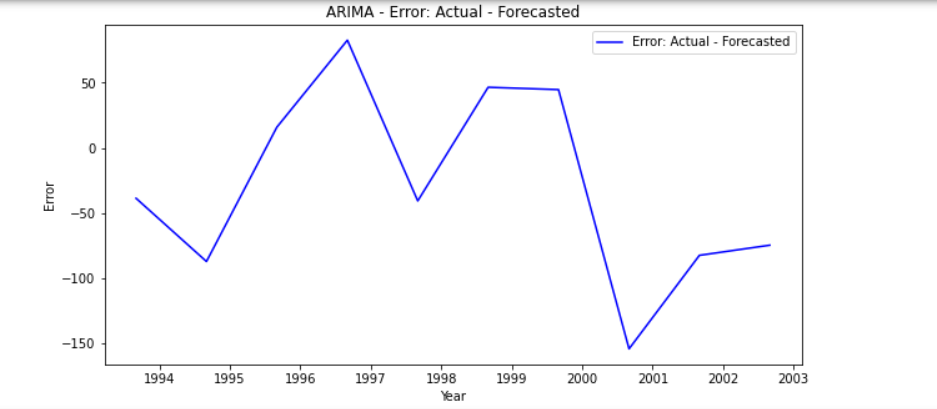 ARIMA - Error: Actual - Forecasted
Error: Actual - Forecasted
50
0
−50
−100
−150
Error
1994 1995 1996 1997 1998 1999 2000 2001 2002 2003
Year